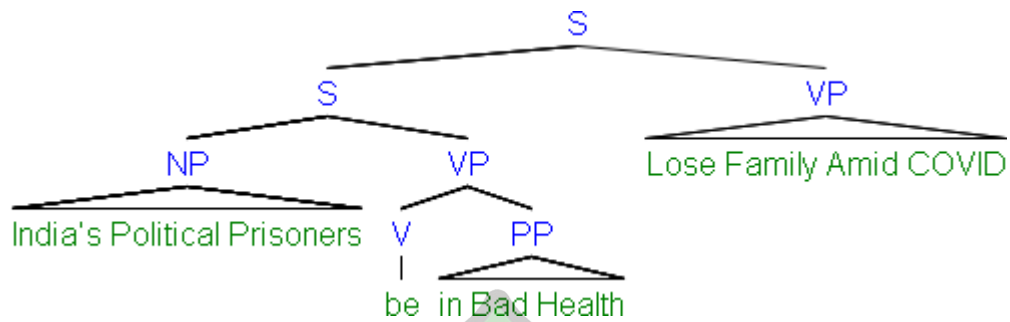 S
S VP
NP VP Lose Family Amid COVID
India's Political Prisoners V PP
be in Bad Health